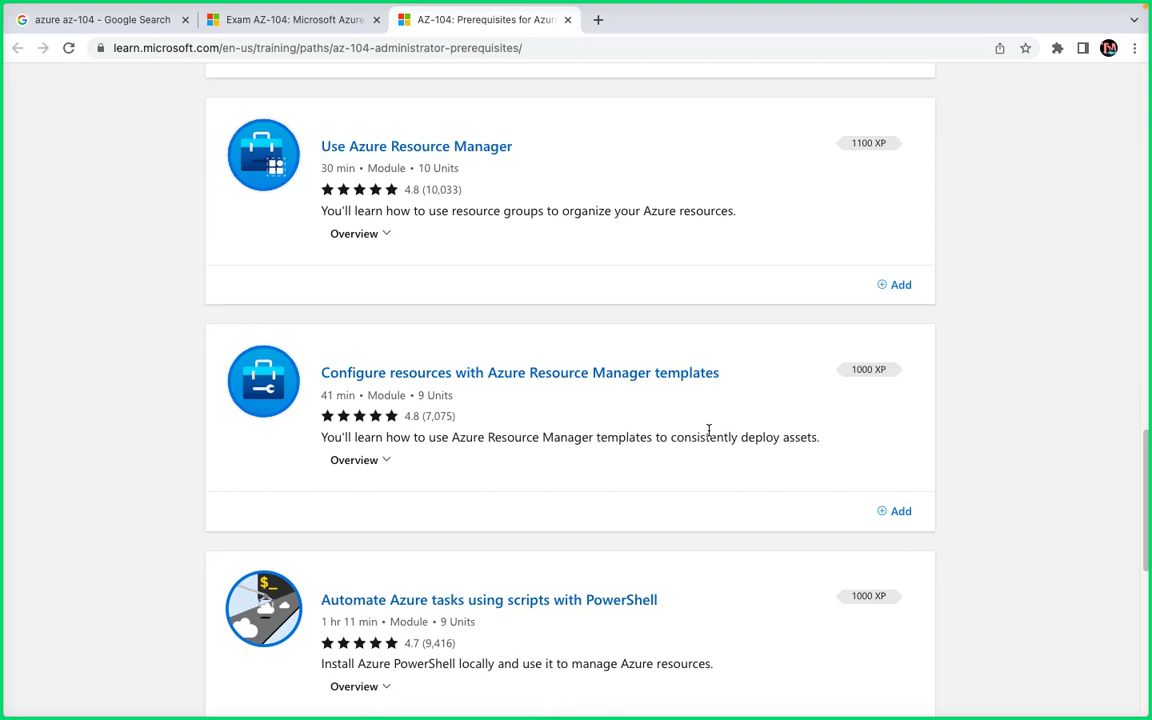 azure az-104 - Google Search
Exam AZ-104: Microsoft Azure
AZ-104: Prerequisites for Azur
learn.microsoft.com/en-us/training/paths/az-104-administrator-prerequisites/
Use Azure Resource Manager
1100 XP
30 min • Module • 10 Units
4.8 (10,033)
You'll learn how to use resource groups to organize your Azure resources.
Overview
Add
Configure resources with Azure Resource Manager templates
1000 XP
41 min • Module • 9 Units
4.8 (7,075)
You'll learn how to use Azure Resource Manager templates to consistently deploy assets.
Overview
Add
$_
Automate Azure tasks using scripts with PowerShell
1000 XP
1 hr 11 min • Module • 9 Units
4.7 (9,416)
Install Azure PowerShell locally and use it to manage Azure resources.
Overview